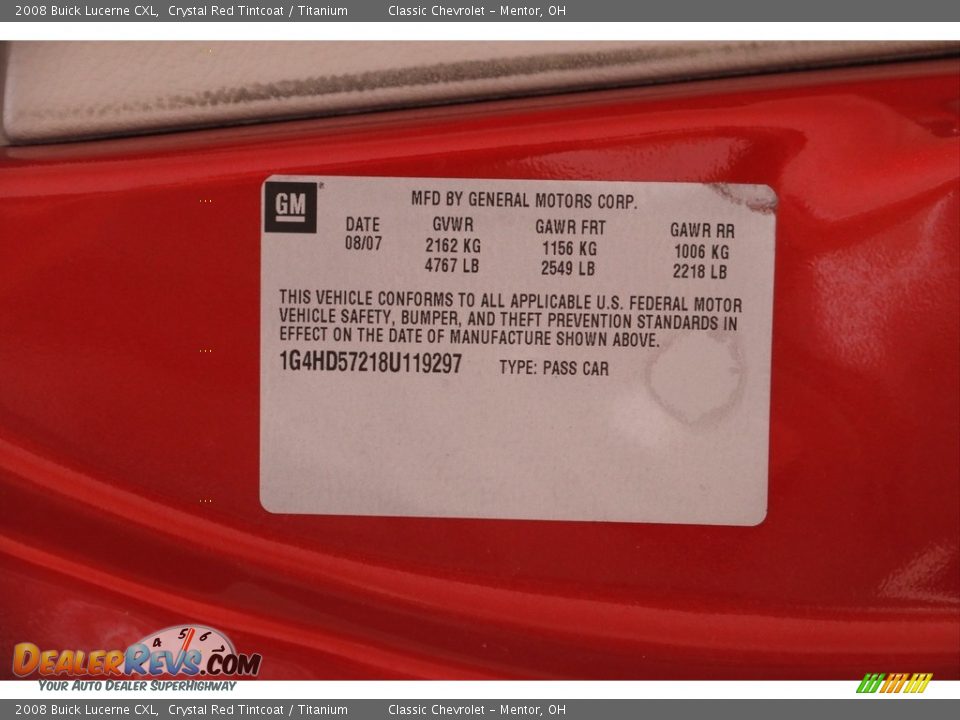 2008 Buick Lucerne CXL, Crystal Red Tintcoat / Titanium Classic Chevrolet – Mentor, OH
GM
MFD BY GENERAL MOTORS CORP.
DATE GVWR GAWR FRT GAWR RR
08/07 2162 KG 1156 KG 1006 KG
4767 LB 2549 LB 2218 LB
THIS VEHICLE CONFORMS TO ALL APPLICABLE U.S. FEDERAL MOTOR
VEHICLE SAFETY, BUMPER, AND THEFT PREVENTION STANDARDS IN
EFFECT ON THE DATE OF MANUFACTURE SHOWN ABOVE.
1G4HD57218U119297 TYPE: PASS CAR
4 5 6
DEALERREVS.COM
YOUR AUTO DEALER SUPERHIGHWAY
2008 Buick Lucerne CXL, Crystal Red Tintcoat / Titanium Classic Chevrolet – Mentor, OH